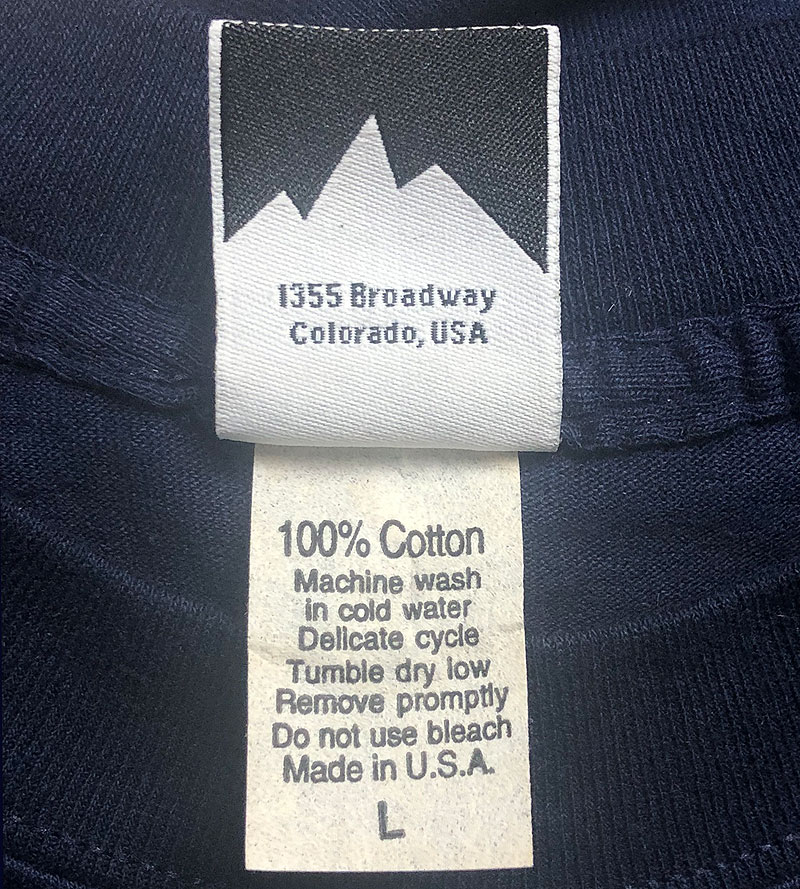 1355 Broadway
Colorado, USA
100% Cotton
Machine wash
in cold water
Delicate cycle
Tumble dry low
Remove promptly
Do not use bleach
Made in U.S.A.
L